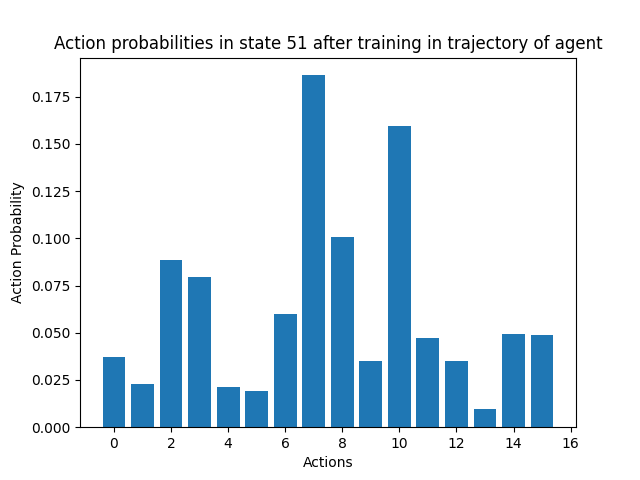 Action probabilities in state 51 after training in trajectory of agent
0.175
0.150
0.125
0.100
0.075
0.050
0.025
0.000
Action Probability
0 2 4 6 8 10 12 14 16
Actions